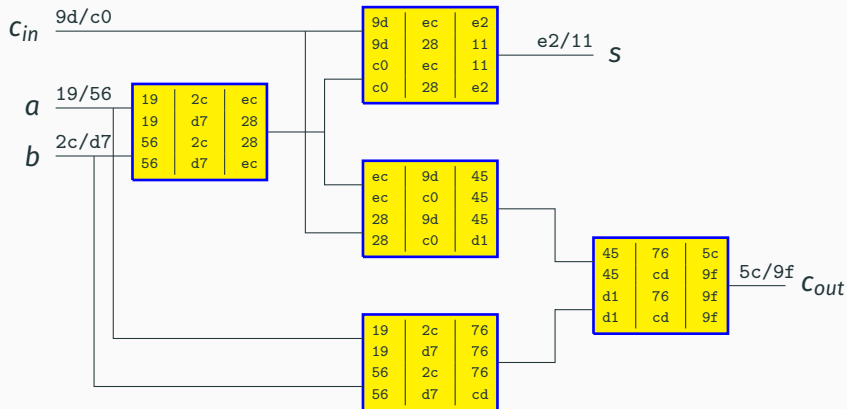 c_in 9d/c0
9d ec e2
9d 28 11
c0 ec 11
c0 28 e2
e2/11 s
a 19/56
b 2c/d7
19 2c ec
19 d7 28
56 2c 28
56 d7 ec
ec 9d 45
ec c0 45
28 9d 45
28 c0 d1
45 76 5c
45 cd 9f
d1 76 9f
d1 cd 9f
5c/9f c_out
19 2c 76
19 d7 76
56 2c 76
56 d7 cd